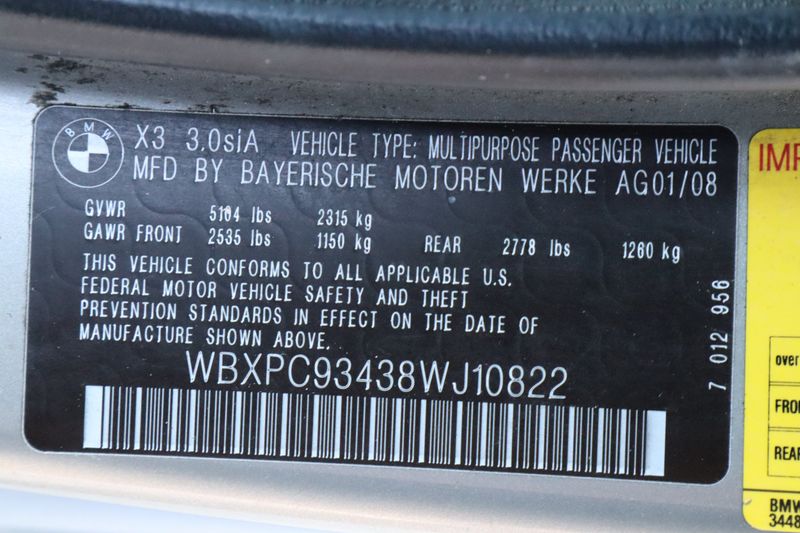 BMW
X3 3.0siA VEHICLE TYPE: MULTIPURPOSE PASSENGER VEHICLE
MFD BY BAYERISCHE MOTOREN WERKE AG01/08
GVWR 5104 lbs 2315 kg
GAWR FRONT 2535 lbs 1150 kg REAR 2778 lbs 1260 kg
THIS VEHICLE CONFORMS TO ALL APPLICABLE U.S.
FEDERAL MOTOR VEHICLE SAFETY AND THEFT
PREVENTION STANDARDS IN EFFECT ON THE DATE OF
MANUFACTURE SHOWN ABOVE.
WBXPC93438WJ10822
7 012 956
IMP
over
FRO
REAR
BMW
3448